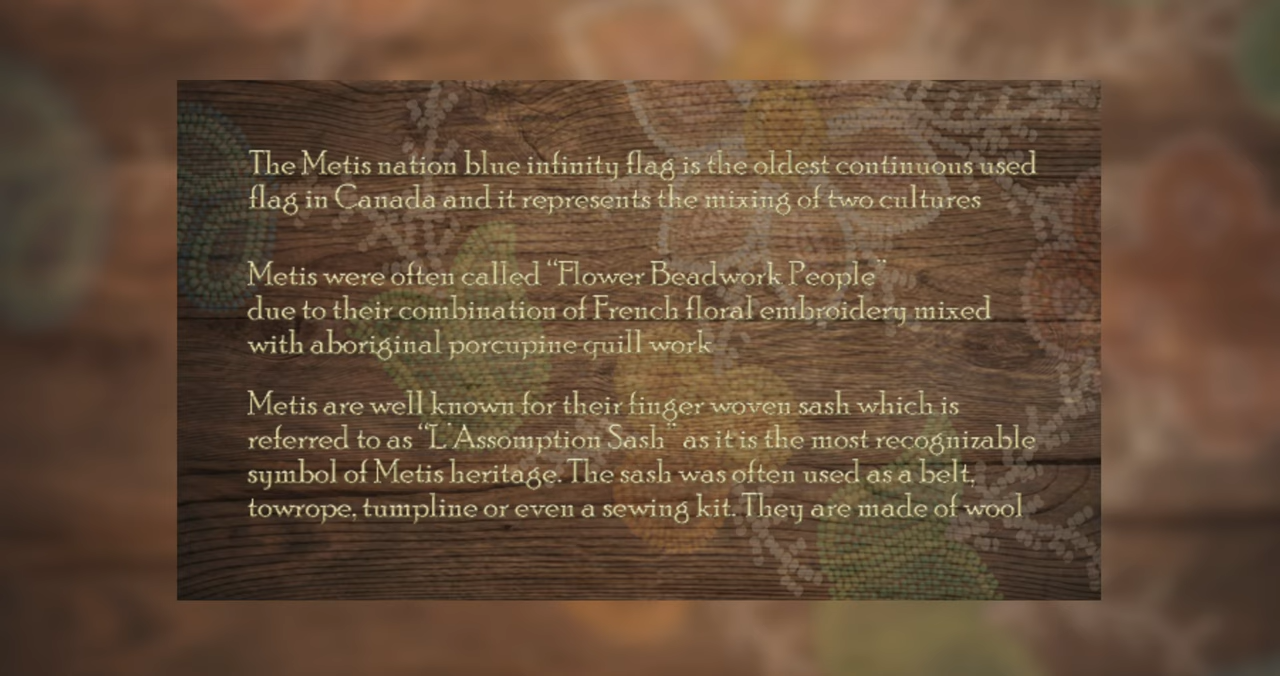 The Metis nation blue infinity flag is the oldest continuous used
flag in Canada and it represents the mixing of two cultures
Metis were often called “Flower Beadwork People”
due to their combination of French floral embroidery mixed
with aboriginal porcupine quill work
Metis are well known for their finger woven sash which is
referred to as “L'Assomption Sash” as it is the most recognizable
symbol of Metis heritage. The sash was often used as a belt,
towrope, tumpline or even a sewing kit. They are made of wool